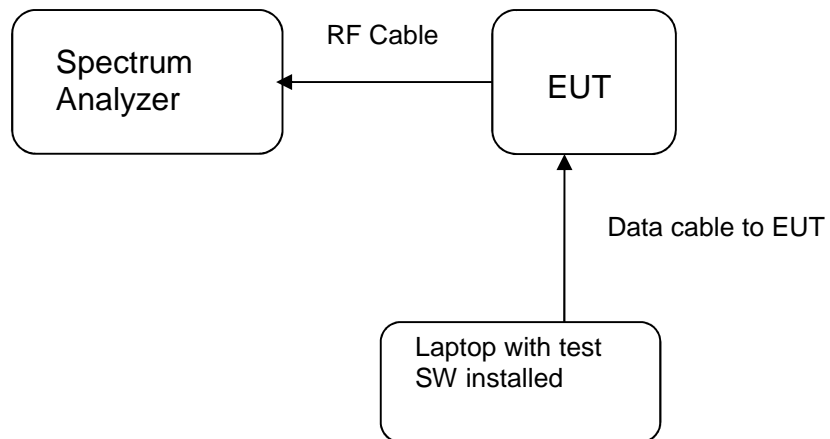 RF Cable
Spectrum
Analyzer
EUT
Data cable to EUT
Laptop with test
SW installed